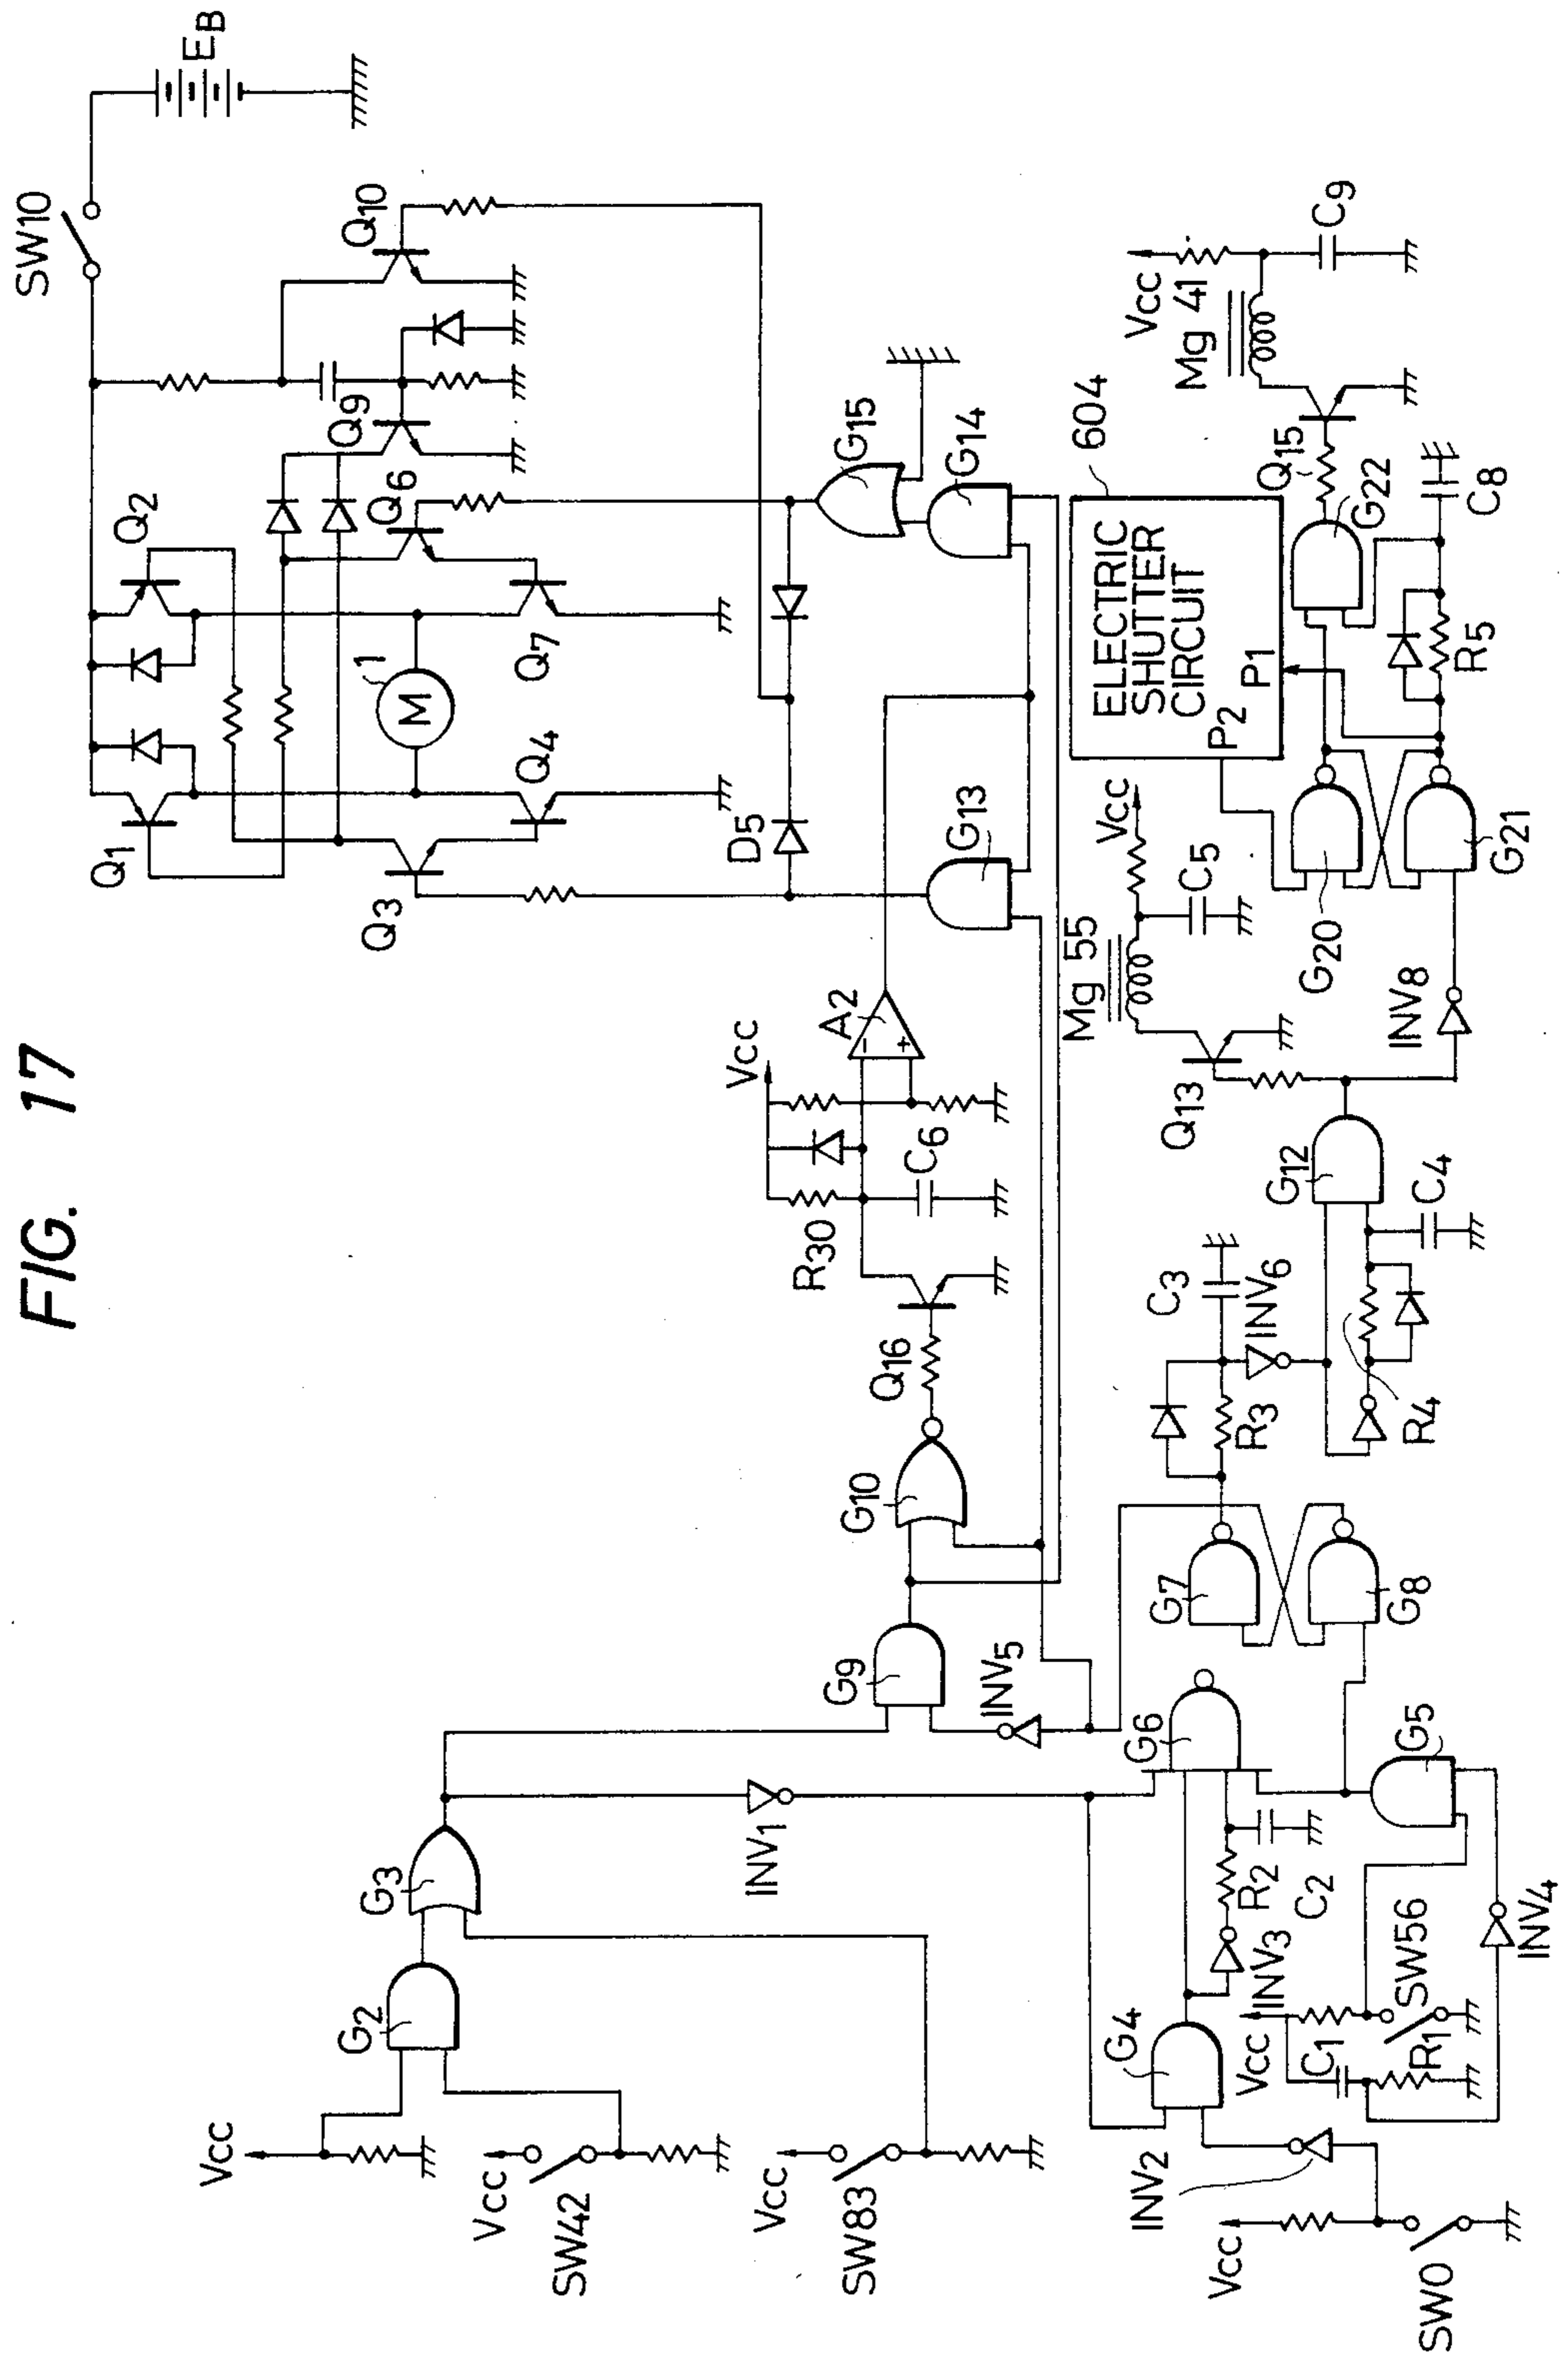 FIG. 17
SW10
EB
Q1
Q2
Q10
Q9
Q6
1
M
Q3
Q4
Q7
D5
G15
G14
G13
Vcc
A2
R30
C6
Q16
G10
G9
INV5
G3
G2
Vcc
Vcc
SW42
Vcc
SW83
INV1
604
ELECTRIC
SHUTTER
CIRCUIT
P2
P1
Vcc
Mg 41
C9
Q15
G22
C8
R5
Vcc
Mg 55
C5
G20
G21
INV8
Q13
G12
C4
C3
INV6
R3
R4
G7
G8
G6
G5
G4
INV3
R2
C2
Vcc
C1
R1
SW56
INV4
INV2
Vcc
SW0